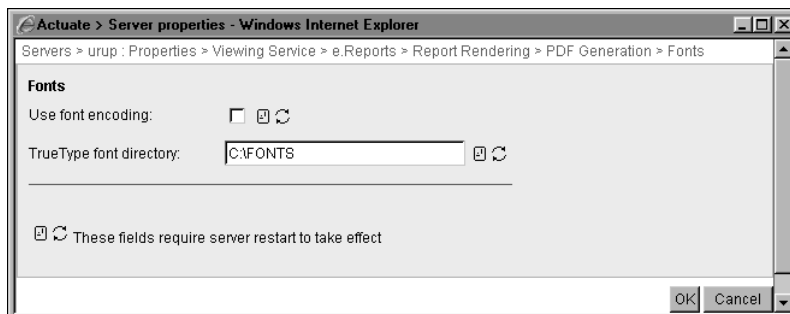 Actuate > Server properties - Windows Internet Explorer
Servers > urup : Properties > Viewing Service > e.Reports > Report Rendering > PDF Generation > Fonts
Fonts
Use font encoding:
TrueType font directory: C:\FONTS
These fields require server restart to take effect
OK Cancel